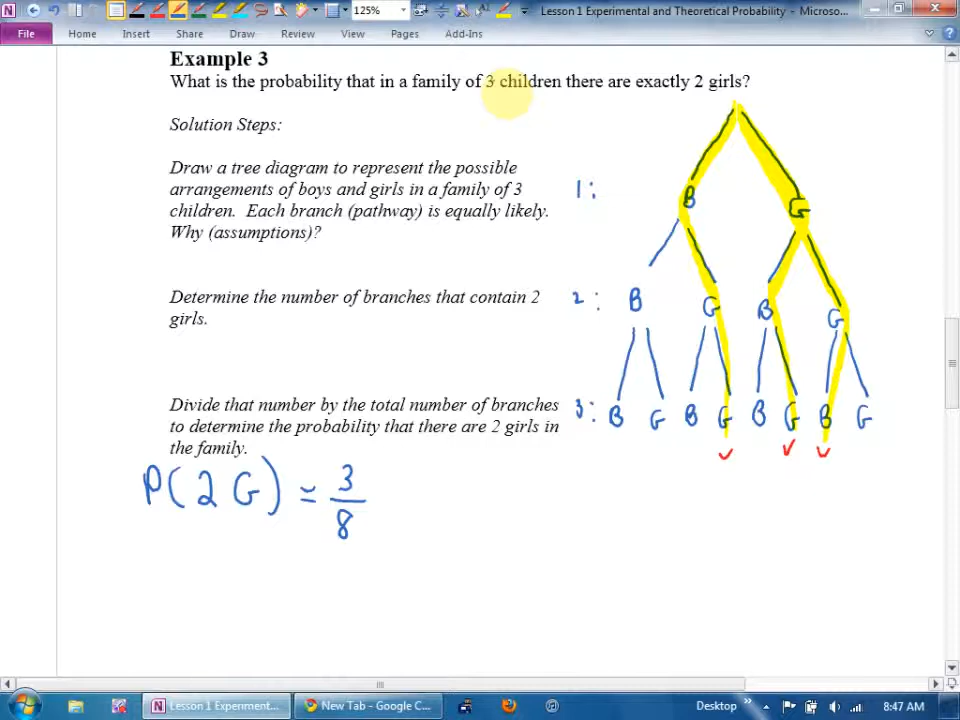 Lesson 1 Experimental and Theoretical Probability - Microso...
125%
File Home Insert Share Draw Review View Pages Add-Ins
Example 3
What is the probability that in a family of 3 children there are exactly 2 girls?
Solution Steps:
Draw a tree diagram to represent the possible
arrangements of boys and girls in a family of 3
children. Each branch (pathway) is equally likely.
Why (assumptions)?
1: B G
Determine the number of branches that contain 2
girls.
2: B G B G
Divide that number by the total number of branches
to determine the probability that there are 2 girls in
the family.
3: B G B G B G B G
P(2 G) = 3/8
Lesson 1 Experiment...
New Tab - Google C...
Desktop
8:47 AM